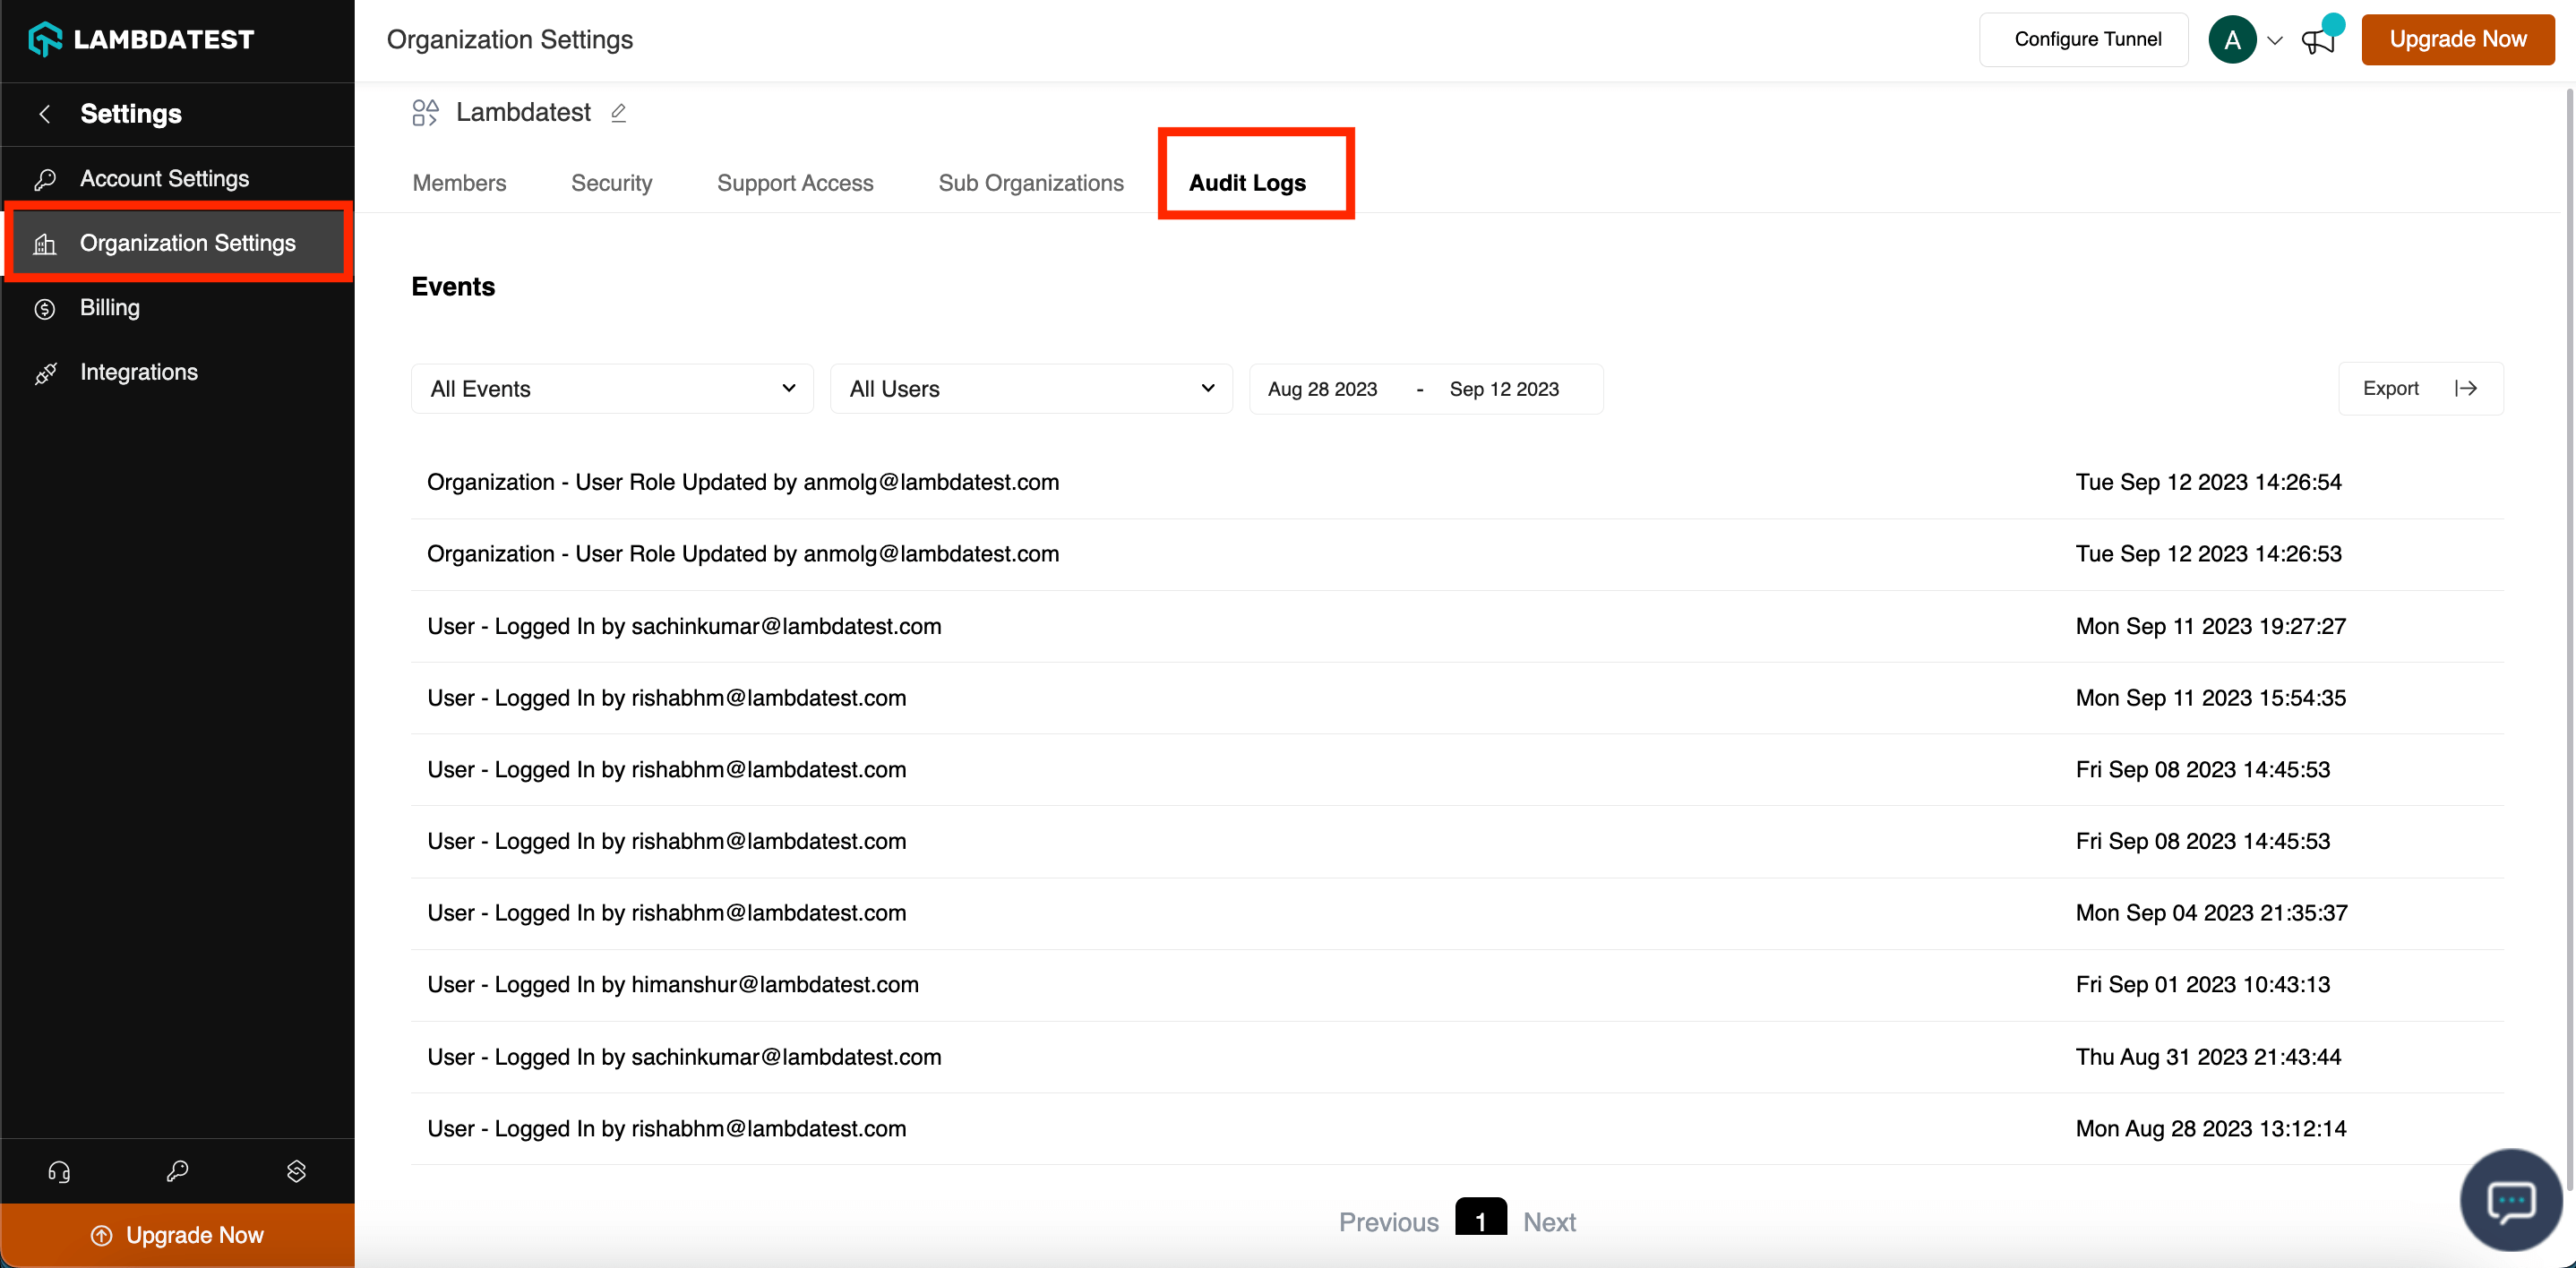 LAMBDATEST
Organization Settings
Configure Tunnel
A
Upgrade Now
Settings
Account Settings
Organization Settings
Billing
Integrations
Upgrade Now
Lambdatest
Members
Security
Support Access
Sub Organizations
Audit Logs
Events
All Events
All Users
Aug 28 2023 - Sep 12 2023
Export
Organization - User Role Updated by anmolg@lambdatest.com Tue Sep 12 2023 14:26:54
Organization - User Role Updated by anmolg@lambdatest.com Tue Sep 12 2023 14:26:53
User - Logged In by sachinkumar@lambdatest.com Mon Sep 11 2023 19:27:27
User - Logged In by rishabhm@lambdatest.com Mon Sep 11 2023 15:54:35
User - Logged In by rishabhm@lambdatest.com Fri Sep 08 2023 14:45:53
User - Logged In by rishabhm@lambdatest.com Fri Sep 08 2023 14:45:53
User - Logged In by rishabhm@lambdatest.com Mon Sep 04 2023 21:35:37
User - Logged In by himanshur@lambdatest.com Fri Sep 01 2023 10:43:13
User - Logged In by sachinkumar@lambdatest.com Thu Aug 31 2023 21:43:44
User - Logged In by rishabhm@lambdatest.com Mon Aug 28 2023 13:12:14
Previous 1 Next